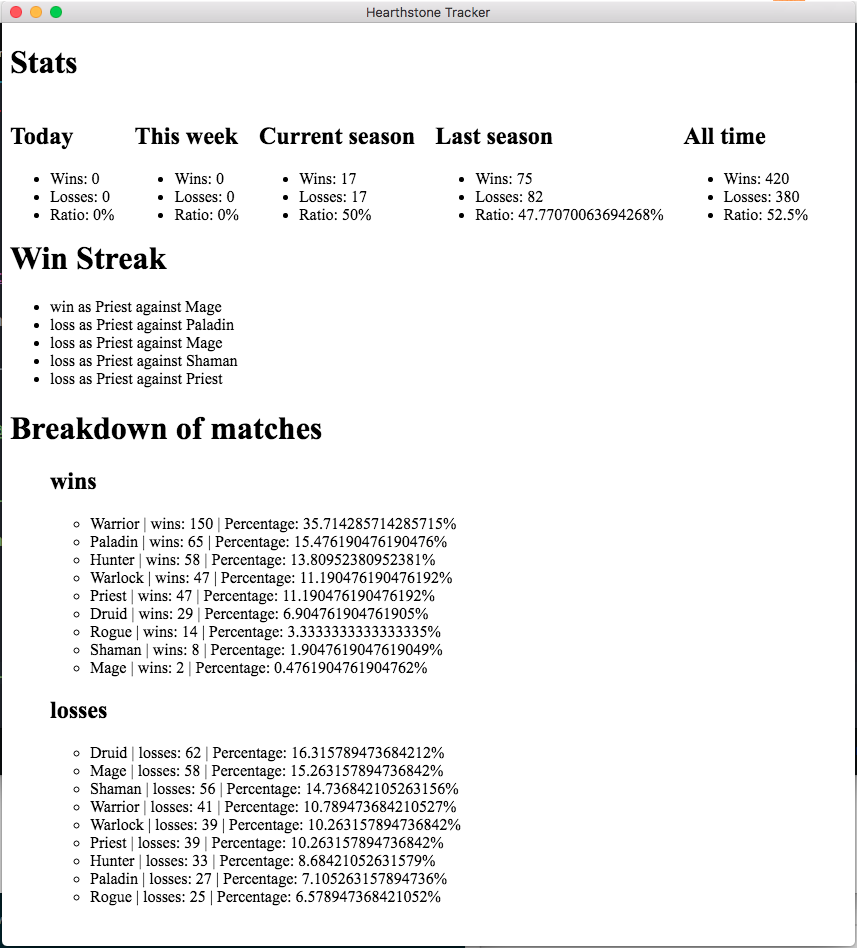 Hearthstone Tracker
Stats
Today
Wins: 0
Losses: 0
Ratio: 0%
This week
Wins: 0
Losses: 0
Ratio: 0%
Current season
Wins: 17
Losses: 17
Ratio: 50%
Last season
Wins: 75
Losses: 82
Ratio: 47.77070063694268%
All time
Wins: 420
Losses: 380
Ratio: 52.5%
Win Streak
win as Priest against Mage
loss as Priest against Paladin
loss as Priest against Mage
loss as Priest against Shaman
loss as Priest against Priest
Breakdown of matches
wins
Warrior | wins: 150 | Percentage: 35.714285714285715%
Paladin | wins: 65 | Percentage: 15.476190476190476%
Hunter | wins: 58 | Percentage: 13.80952380952381%
Warlock | wins: 47 | Percentage: 11.190476190476192%
Priest | wins: 47 | Percentage: 11.190476190476192%
Druid | wins: 29 | Percentage: 6.904761904761905%
Rogue | wins: 14 | Percentage: 3.3333333333333335%
Shaman | wins: 8 | Percentage: 1.9047619047619049%
Mage | wins: 2 | Percentage: 0.4761904761904762%
losses
Druid | losses: 62 | Percentage: 16.315789473684212%
Mage | losses: 58 | Percentage: 15.263157894736842%
Shaman | losses: 56 | Percentage: 14.736842105263156%
Warrior | losses: 41 | Percentage: 10.789473684210527%
Warlock | losses: 39 | Percentage: 10.263157894736842%
Priest | losses: 39 | Percentage: 10.263157894736842%
Hunter | losses: 33 | Percentage: 8.68421052631579%
Paladin | losses: 27 | Percentage: 7.105263157894736%
Rogue | losses: 25 | Percentage: 6.578947368421052%